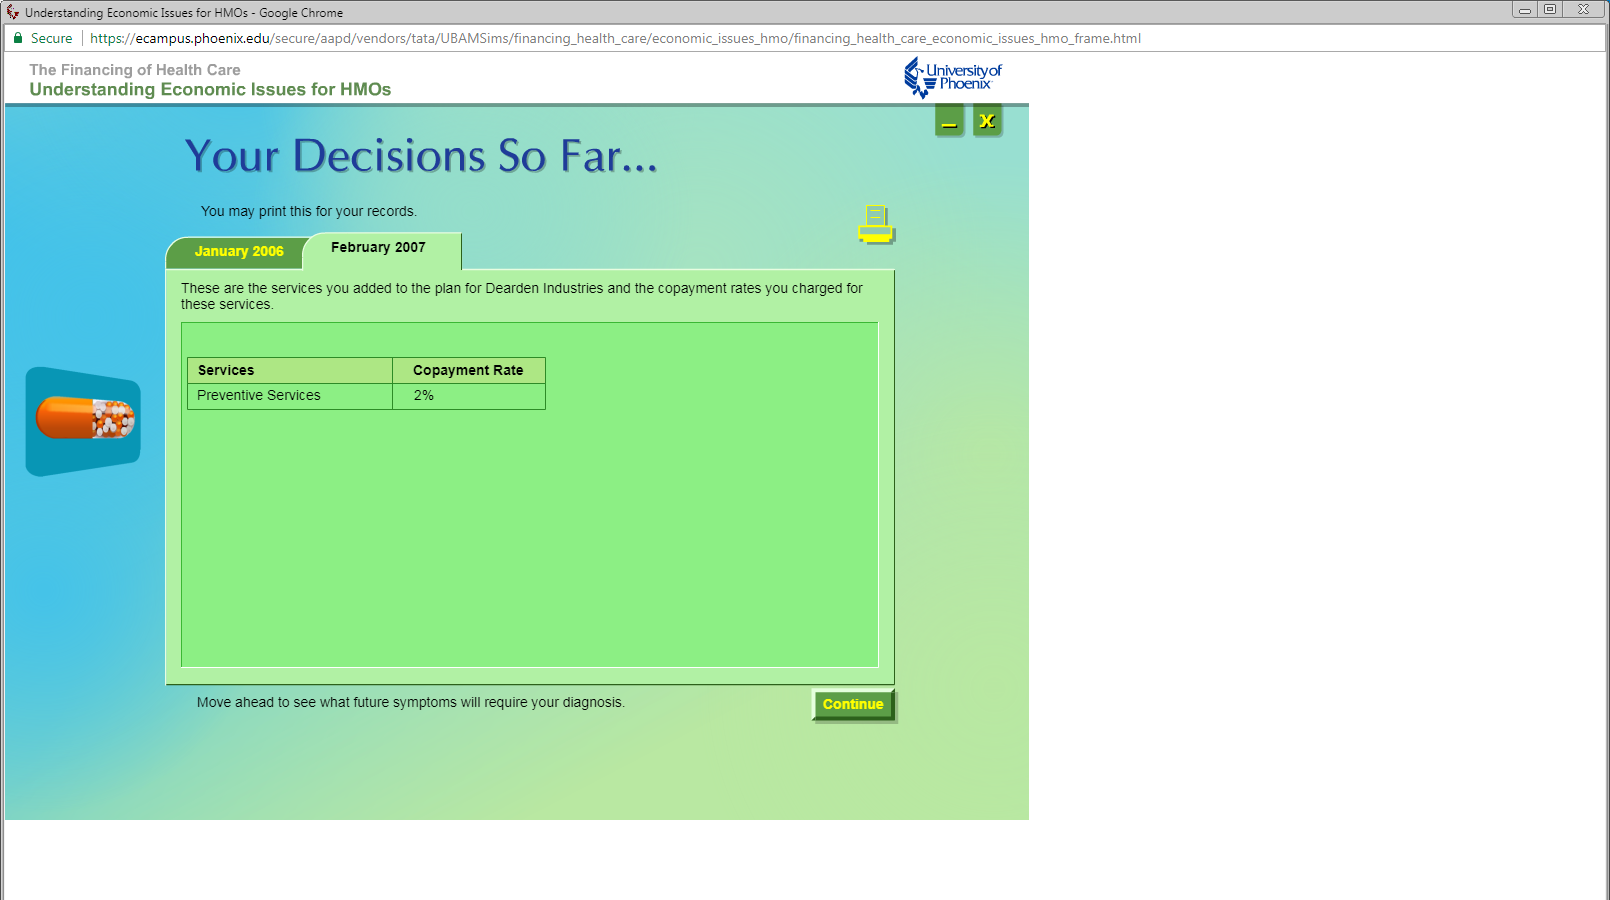 Understanding Economic Issues for HMOs - Google Chrome
Secure https://ecampus.phoenix.edu/secure/aapd/vendors/tata/UBAMSims/financing_health_care/economic_issues_hmo/financing_health_care_economic_issues_hmo_frame.html
The Financing of Health Care
Understanding Economic Issues for HMOs
University of
Phoenix
X
Your Decisions So Far...
You may print this for your records.
January 2006
February 2007
These are the services you added to the plan for Dearden Industries and the copayment rates you charged for
these services.
Services Copayment Rate
Preventive Services 2%
Move ahead to see what future symptoms will require your diagnosis.
Continue